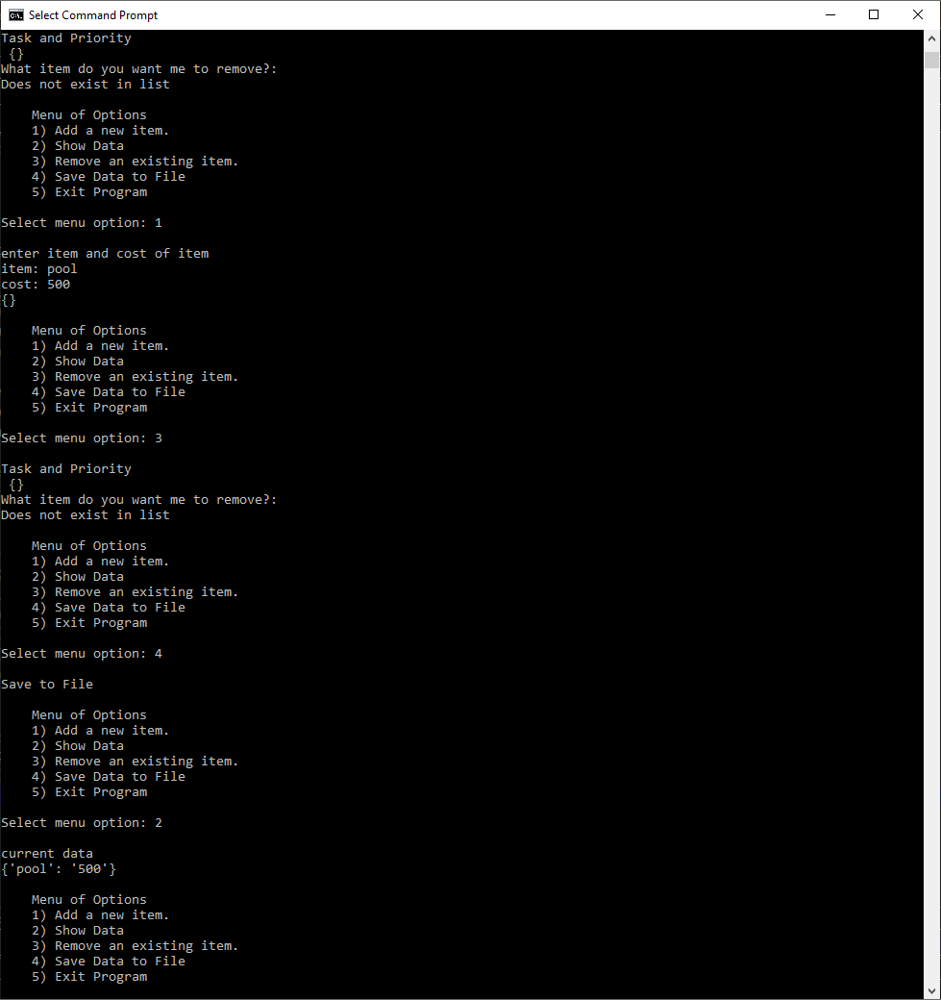 Select Command Prompt
Task and Priority
{}
What item do you want me to remove?:
Does not exist in list
Menu of Options
1) Add a new item.
2) Show Data
3) Remove an existing item.
4) Save Data to File
5) Exit Program
Select menu option: 1
enter item and cost of item
item: pool
cost: 500
{}
Menu of Options
1) Add a new item.
2) Show Data
3) Remove an existing item.
4) Save Data to File
5) Exit Program
Select menu option: 3
Task and Priority
{}
What item do you want me to remove?:
Does not exist in list
Menu of Options
1) Add a new item.
2) Show Data
3) Remove an existing item.
4) Save Data to File
5) Exit Program
Select menu option: 4
Save to File
Menu of Options
1) Add a new item.
2) Show Data
3) Remove an existing item.
4) Save Data to File
5) Exit Program
Select menu option: 2
current data
{'pool': '500'}
Menu of Options
1) Add a new item.
2) Show Data
3) Remove an existing item.
4) Save Data to File
5) Exit Program